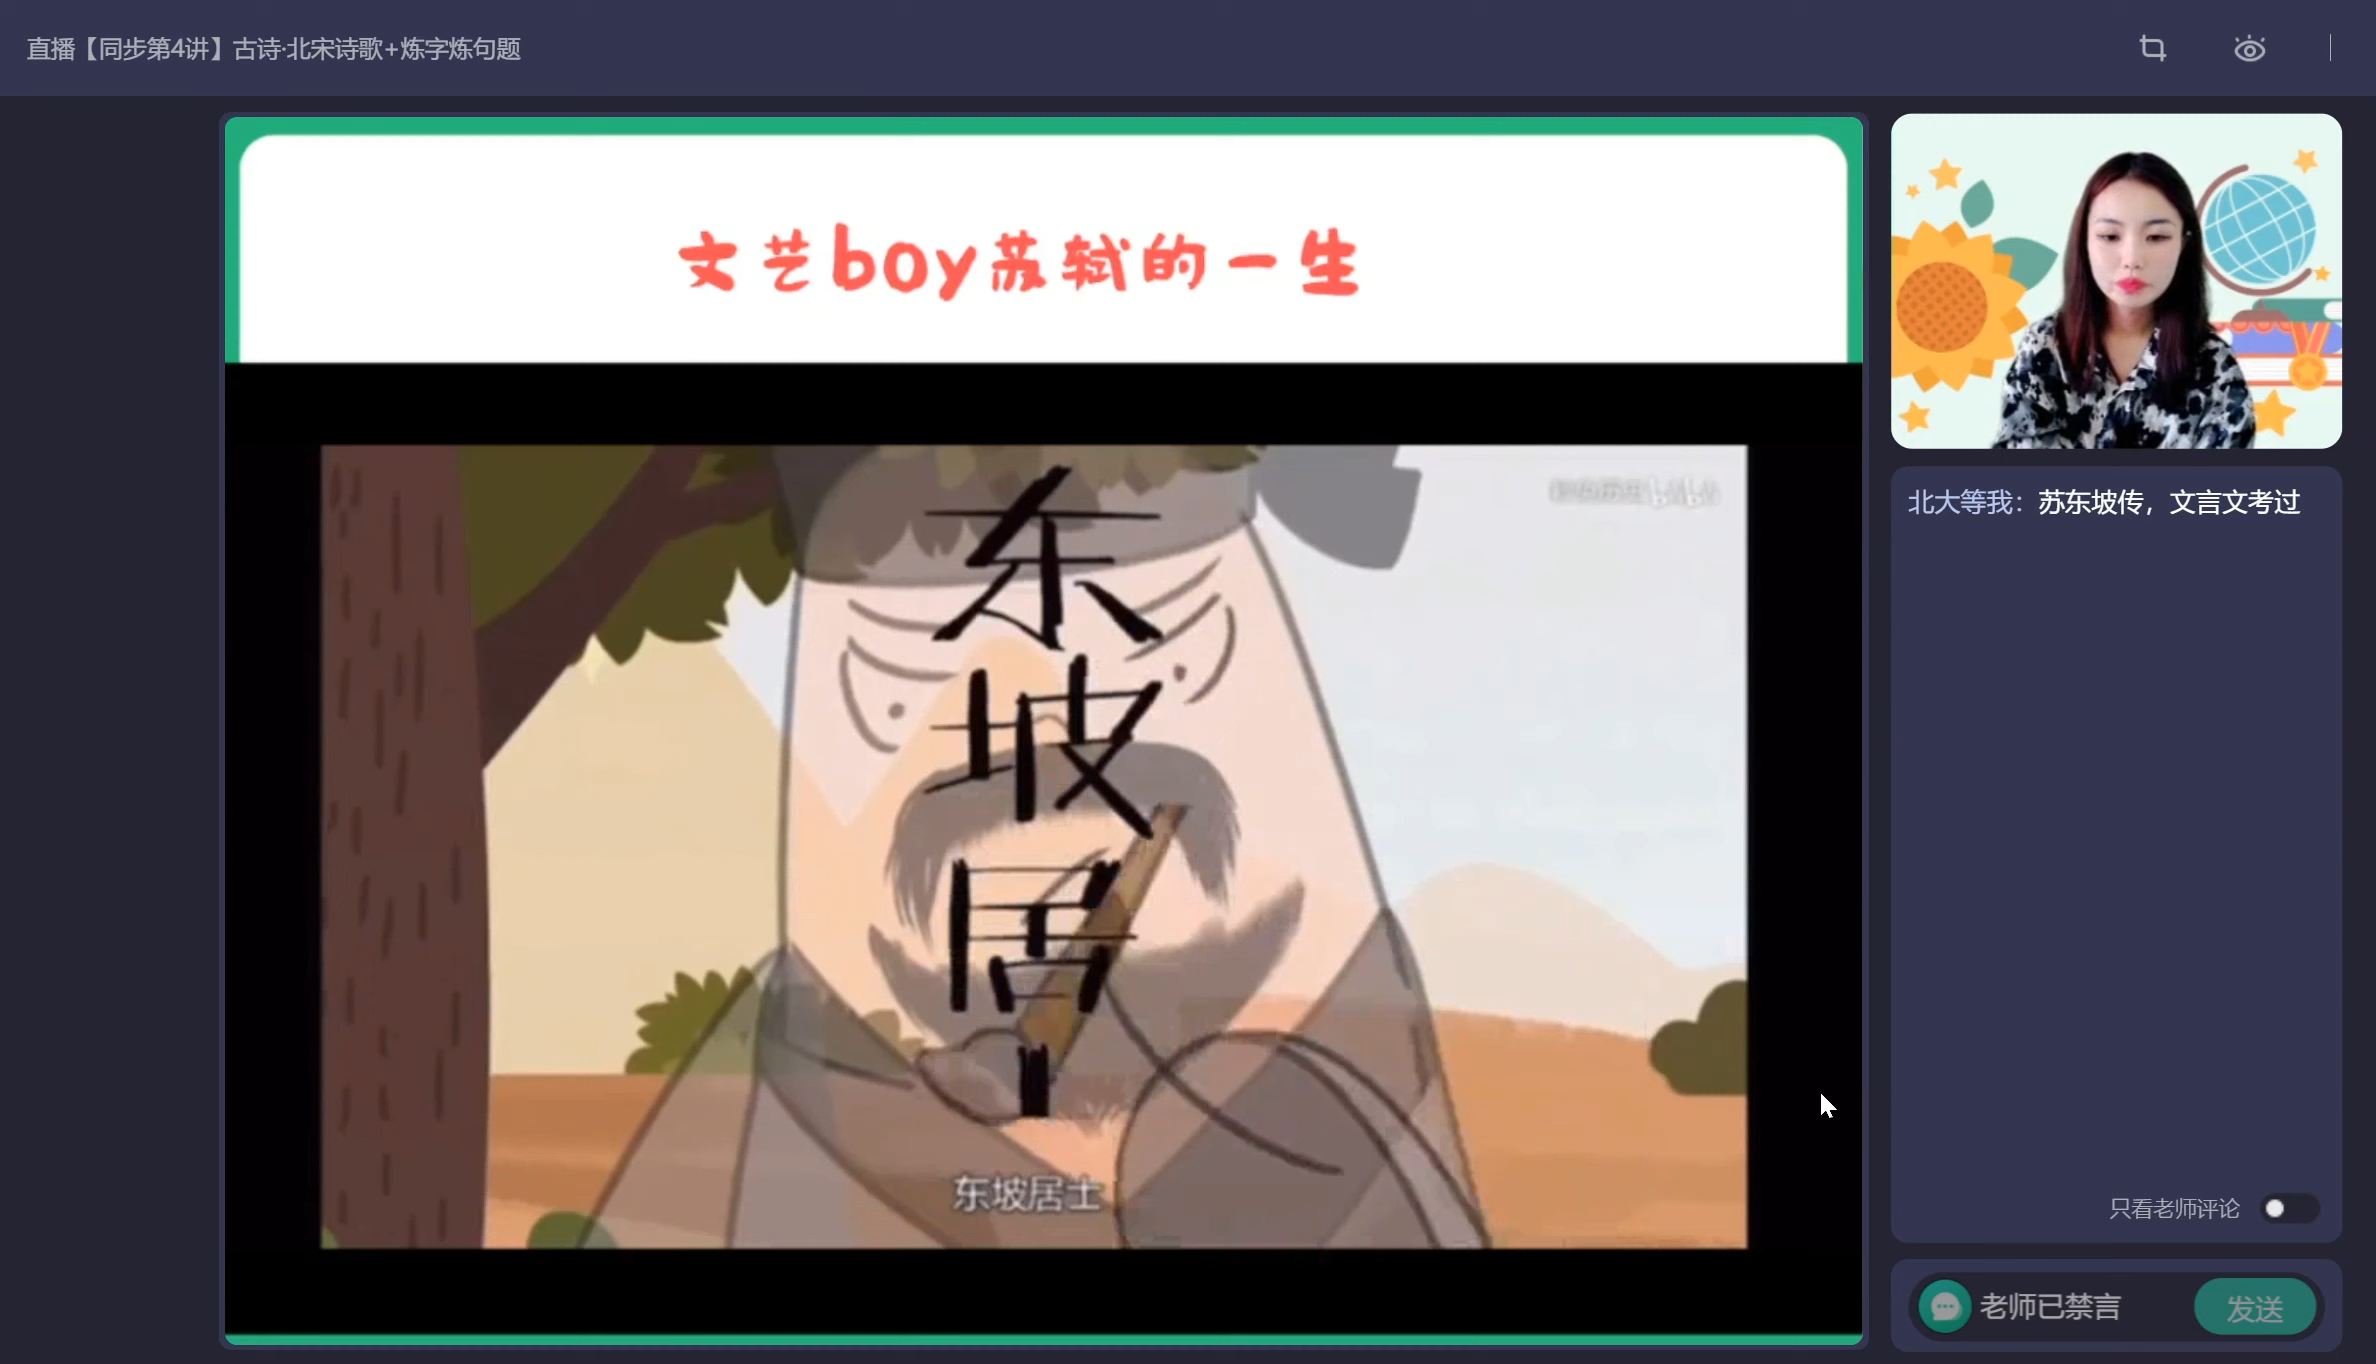 直播【同步第4讲】古诗·北宋诗歌+炼字炼句题
文艺boy苏轼的一生
东
坡
居
东坡居士
北大等我：苏东坡传，文言文考过
只看老师评论
老师已禁言
发送